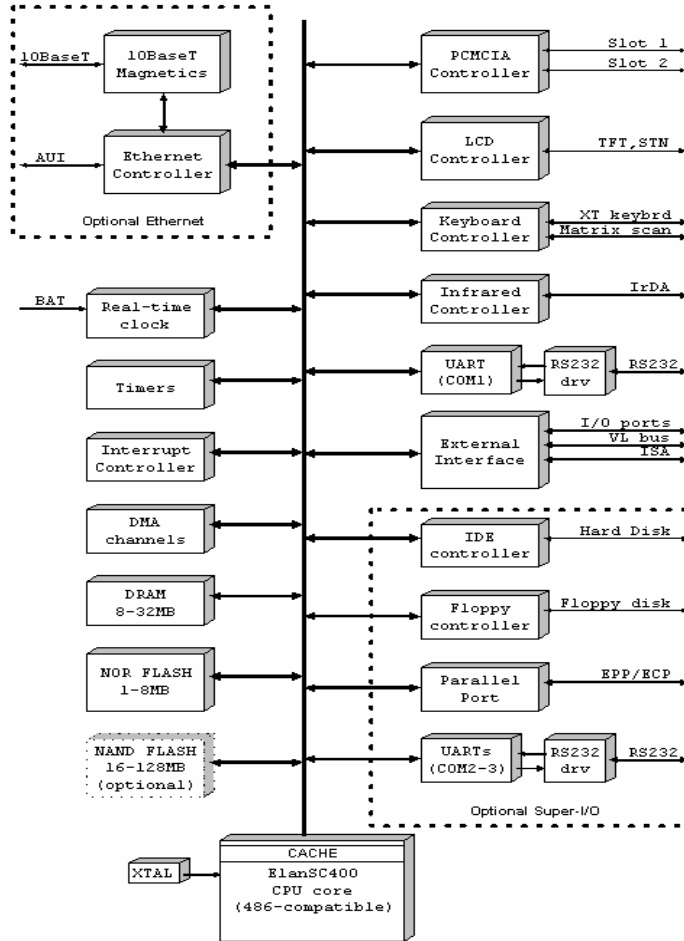 10BaseT
10BaseT
Magnetics
AUI
Ethernet
Controller
Optional Ethernet
BAT
Real-time
clock
Timers
Interrupt
Controller
DMA
channels
DRAM
8-32MB
NOR FLASH
1-8MB
NAND FLASH
16-128MB
(optional)
PCMCIA
Controller
Slot 1
Slot 2
LCD
Controller
TFT,STN
Keyboard
Controller
XT keybrd
Matrix scan
Infrared
Controller
IrDA
UART
(COM1)
RS232
drv
RS232
External
Interface
I/O ports
VL bus
ISA
IDE
controller
Hard Disk
Floppy
controller
Floppy disk
Parallel
Port
EPP/ECP
UARTs
(COM2-3)
RS232
drv
RS232
Optional Super-I/O
XTAL
CACHE
ElanSC400
CPU core
(486-compatible)